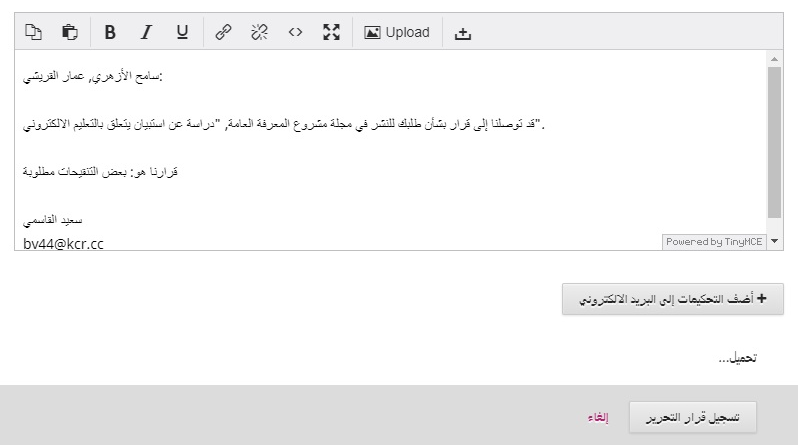 Upload
سامح الأزهري, عمار القريشي:
قد توصلنا إلى قرار بشأن طلبك للنشر في مجلة مشروع المعرفة العامة, "دراسة عن استبيان يتعلق بالتعليم الالكتروني".
قرارنا هو: بعض التنقيحات مطلوبة
سعيد القاسمي
bv44@kcr.cc
Powered by TinyMCE
+ أضف التحكيمات إلى البريد الالكتروني
تحميل...
تسجيل قرار التحرير
إلغاء